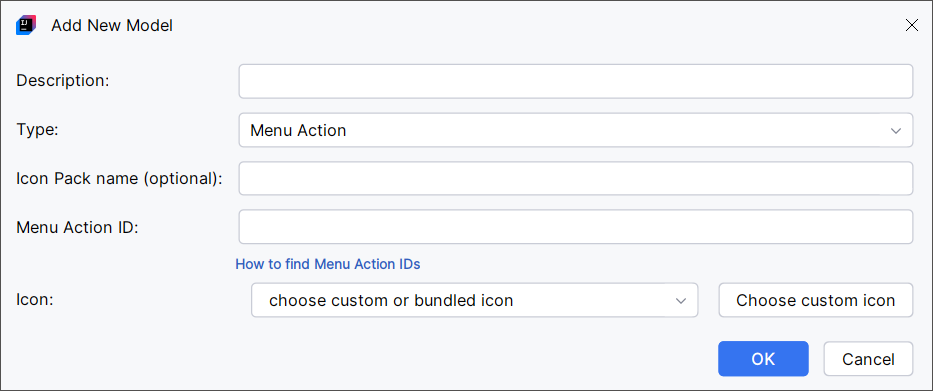 Add New Model
Description:
Type: Menu Action
Icon Pack name (optional):
Menu Action ID:
How to find Menu Action IDs
Icon: choose custom or bundled icon Choose custom icon
OK Cancel